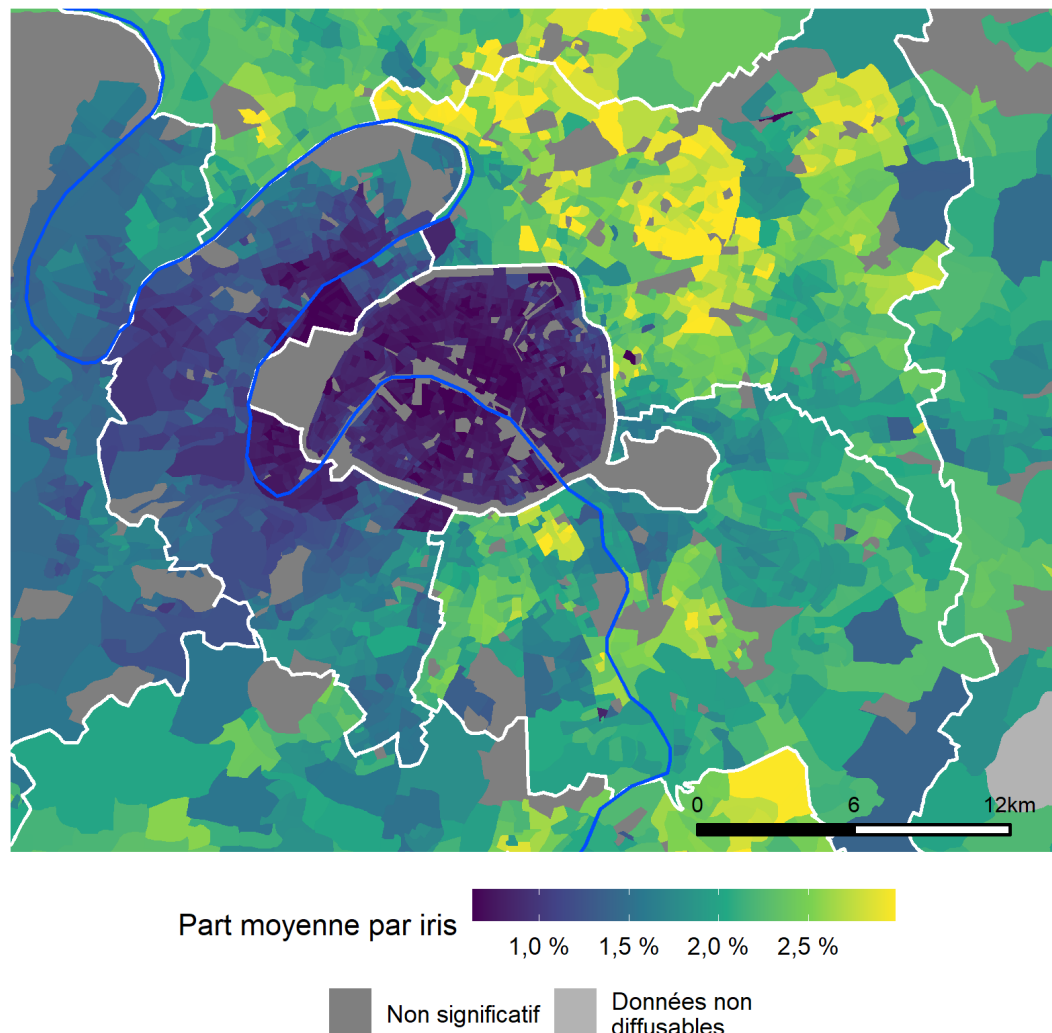 0 6 12km
Part moyenne par iris
1,0 % 1,5 % 2,0 % 2,5 %
Non significatif
Données non
diffusables